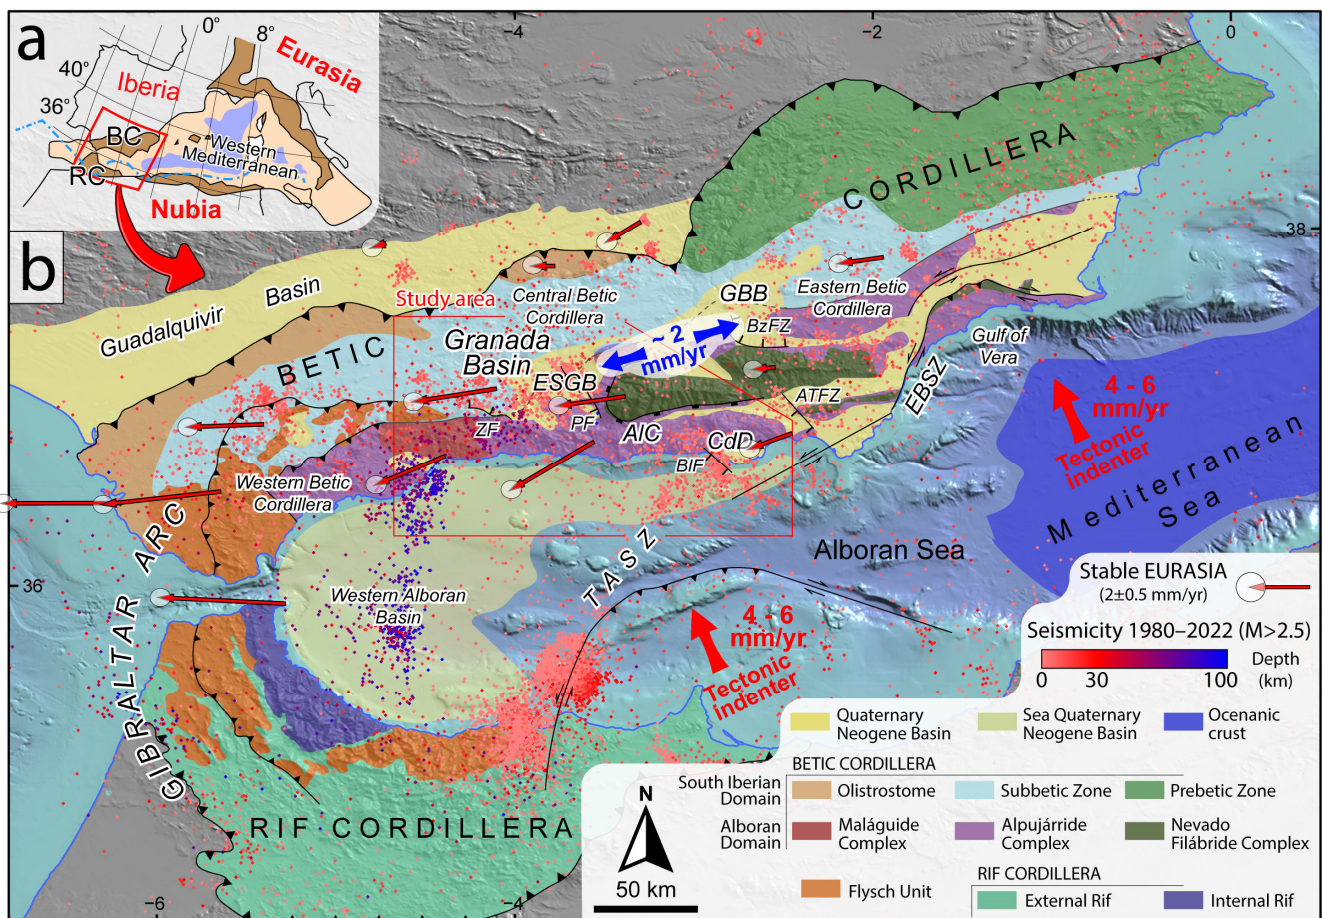 a
0°
8°
Eurasia
40°
Iberia
36°
BC
Western
Mediterranean
RC
Nubia
−4
−2
0
38
36
−6
−4
b
CORDILLERA
Guadalquivir
Basin
Study area
Central Betic
Cordillera
GBB
Eastern Betic
Cordillera
BETIC
Granada
Basin
~ 2
mm/yr
BzFZ
Gulf of
Vera
ESGB
PF
ATFZ
EBSZ
ZF
AlC
CdD
BlF
4 - 6
mm/yr
Tectonic
indenter
Mediterranean
Sea
Western Betic
Cordillera
GIBRALTAR ARC
TASZ
Alboran Sea
Western Alboran
Basin
4 - 6
mm/yr
Tectonic
indenter
RIF CORDILLERA
Stable EURASIA
(2±0.5 mm/yr)
Seismicity 1980–2022 (M>2.5)
Depth
(km)
0
30
100
Quaternary
Neogene Basin
Sea Quaternary
Neogene Basin
Ocenanic
crust
BETIC CORDILLERA
South Iberian
Domain
Olistrostome
Subbetic Zone
Prebetic Zone
Alboran
Domain
Maláguide
Complex
Alpujárride
Complex
Nevado
Filábride Complex
RIF CORDILLERA
Flysch Unit
External Rif
Internal Rif
N
50 km